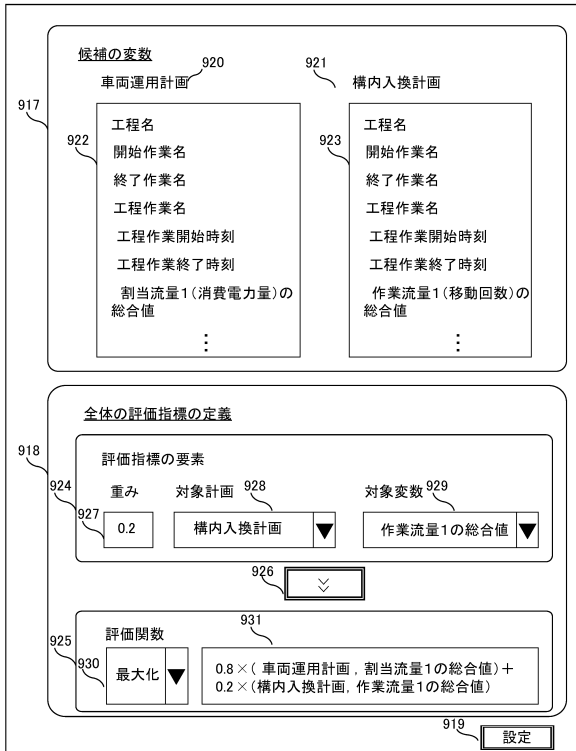 候補の変数
920
車両運用計画
921
構内入換計画
917
922
工程名
開始作業名
終了作業名
工程作業名
工程作業開始時刻
工程作業終了時刻
割当流量1(消費電力量)の
総合値
⋮
923
工程名
開始作業名
終了作業名
工程作業名
工程作業開始時刻
工程作業終了時刻
作業流量1(移動回数)の
総合値
⋮
全体の評価指標の定義
918
924
評価指標の要素
重み
対象計画
928
対象変数
929
927
0.2
構内入換計画
▼
作業流量1の総合値
▼
926
925
評価関数
931
930
最大化
▼
0.8×( 車両運用計画 , 割当流量1の総合値)+
0.2×(構内入換計画, 作業流量1の総合値)
919
設定